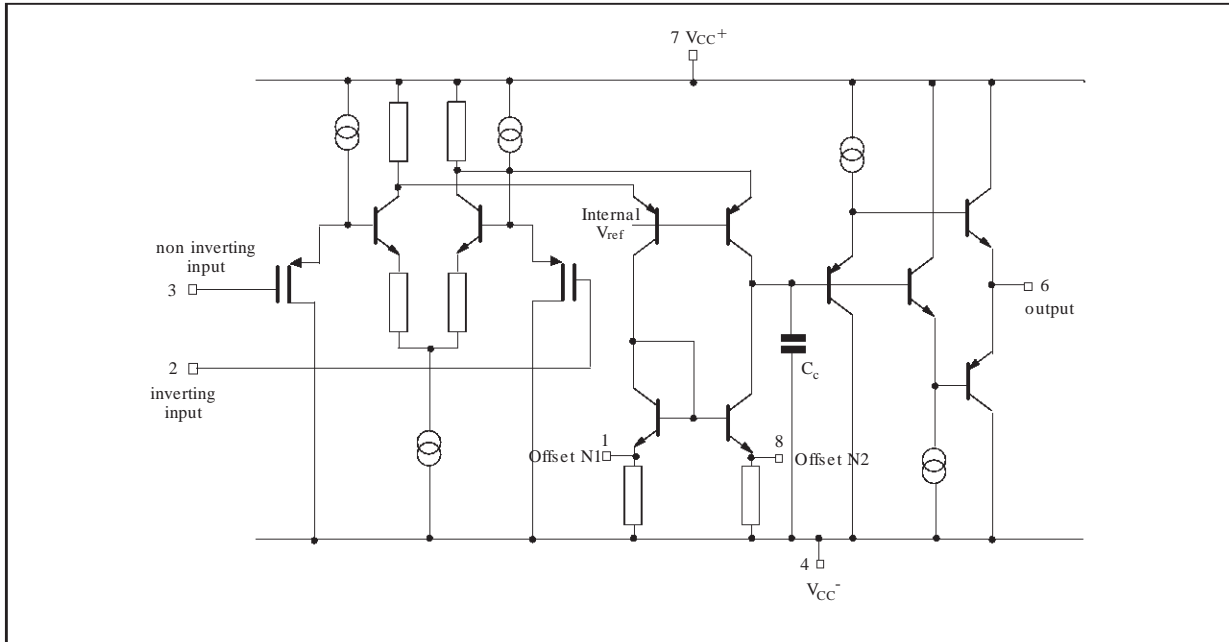 7 VCC+
Internal
Vref
non inverting
input
3
6
output
Cc
2
inverting
input
1
Offset N1
8
Offset N2
4
VCC-